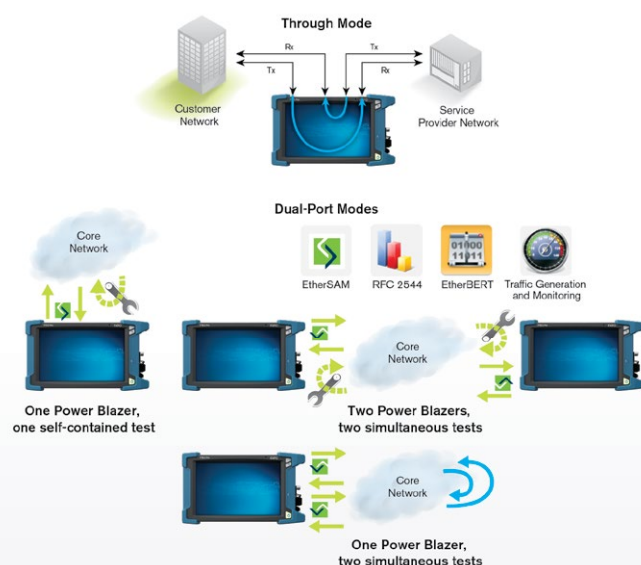 Through Mode
Rx
Tx
Tx
Rx
Customer
Network
Service
Provider Network
Dual-Port Modes
Core
Network
01000
11011
EtherSAM
RFC 2544
EtherBERT
Traffic Generation
and Monitoring
Core
Network
One Power Blazer,
one self-contained test
Two Power Blazers,
two simultaneous tests
Core
Network
One Power Blazer,
two simultaneous tests